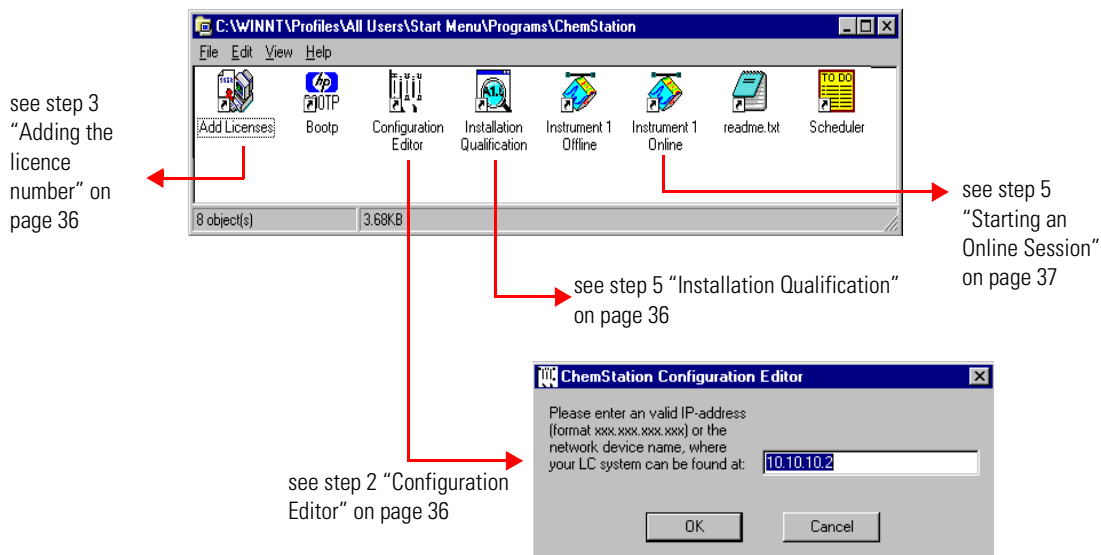 C:\WINNT\Profiles\All Users\Start Menu\Programs\ChemStation
File Edit View Help
hp
OTP
A1.1
TO DO
Add Licenses
Bootp
Configuration
Editor
Installation
Qualification
Instrument 1
Offline
Instrument 1
Online
readme.txt
Scheduler
8 object(s)
3.68KB
see step 3
“Adding the
licence
number” on
page 36
see step 5
“Starting an
Online Session”
on page 37
see step 5 “Installation Qualification”
on page 36
see step 2 “Configuration
Editor” on page 36
ChemStation Configuration Editor
Please enter an valid IP-address
(format xxx.xxx.xxx.xxx) or the
network device name, where
your LC system can be found at:
10.10.10.2
OK
Cancel